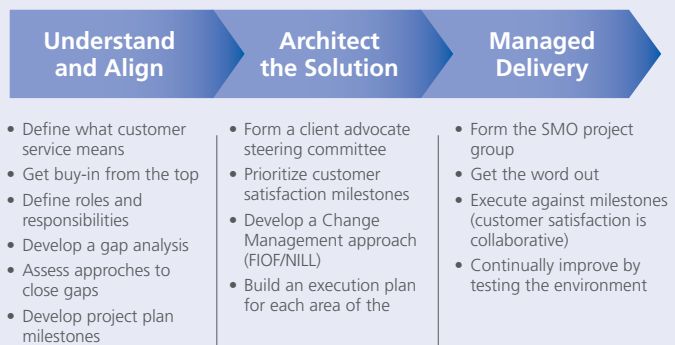 Understand
and Align
Architect
the Solution
Managed
Delivery
• Define what customer
service means
• Get buy-in from the top
• Define roles and
responsibilities
• Develop a gap analysis
• Assess approches to
close gaps
• Develop project plan
milestones
• Form a client advocate
steering committee
• Prioritize customer
satisfaction milestones
• Develop a Change
Management approach
(FIOF/NILL)
• Build an execution plan
for each area of the
• Form the SMO project
group
• Get the word out
• Execute against milestones
(customer satisfaction is
collaborative)
• Continually improve by
testing the environment